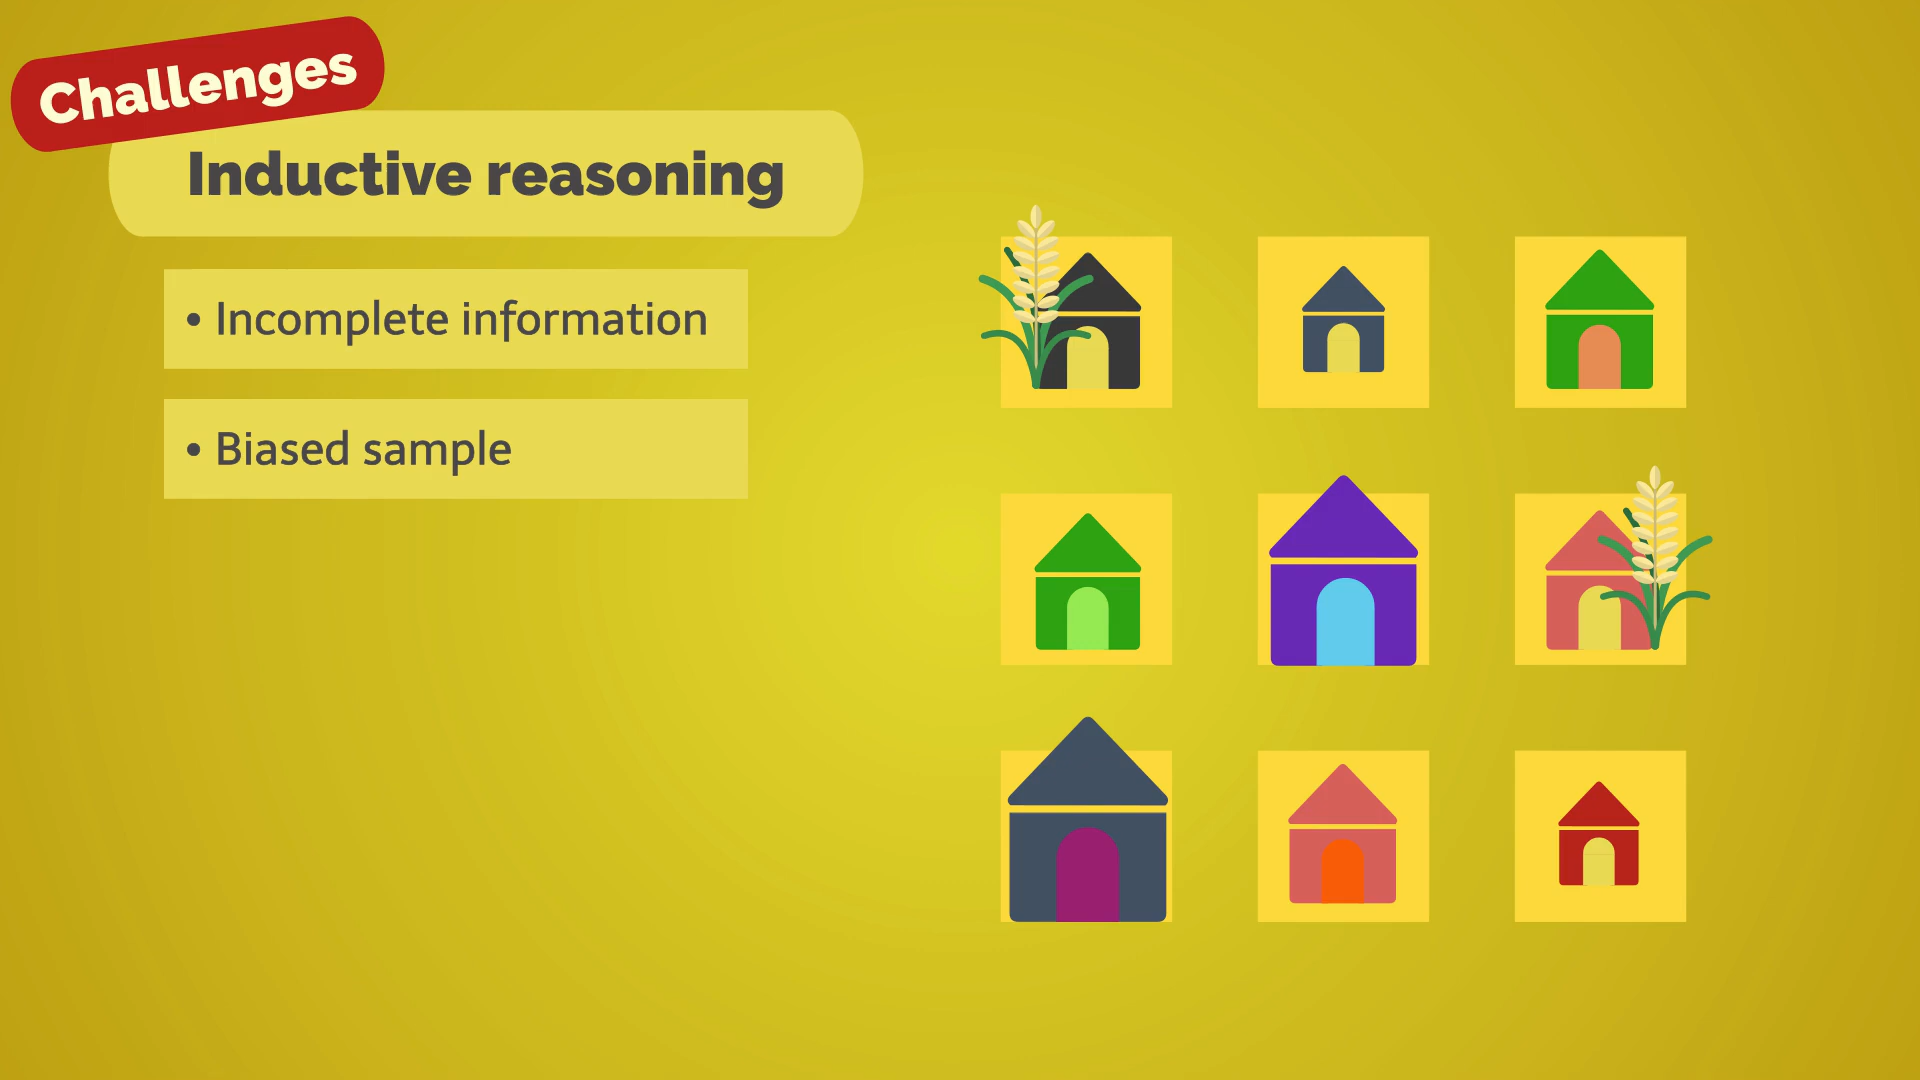 Challenges
Inductive reasoning
• Incomplete information
• Biased sample